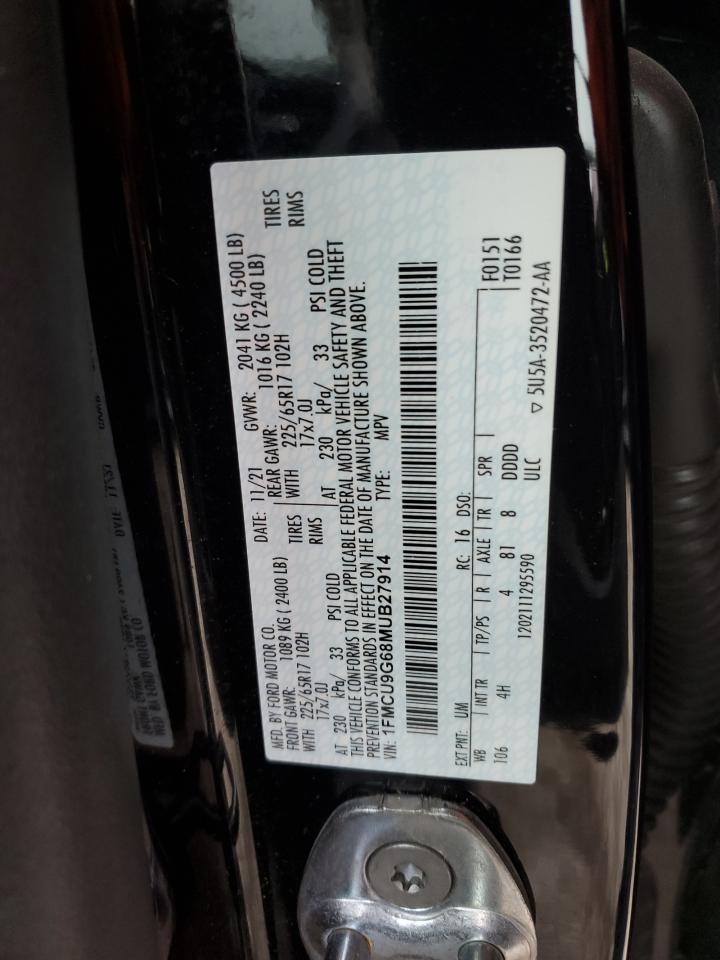 MFD. BY FORD MOTOR CO.
DATE: 11/21
GVWR: 2041 KG ( 4500 LB)
FRONT GAWR: 1089 KG ( 2400 LB)
REAR GAWR: 1016 KG ( 2240 LB)
WITH 225/65R17 102H TIRES
WITH 225/65R17 102H TIRES
17x7.0J RIMS
17x7.0J RIMS
AT 230 kPa/ 33 PSI COLD
AT 230 kPa/ 33 PSI COLD
THIS VEHICLE CONFORMS TO ALL APPLICABLE FEDERAL MOTOR VEHICLE SAFETY AND THEFT
PREVENTION STANDARDS IN EFFECT ON THE DATE OF MANUFACTURE SHOWN ABOVE.
VIN: 1FMCU9G68MUB27914
TYPE: MPV
EXT PNT: UM RC: 16 DSO: F0151
WB INT TR TP/PS R AXLE TR SPR T0166
106 4H 4 81 8 DDDD
1202111295590 ULC
▽ 5U5A-3520472-AA